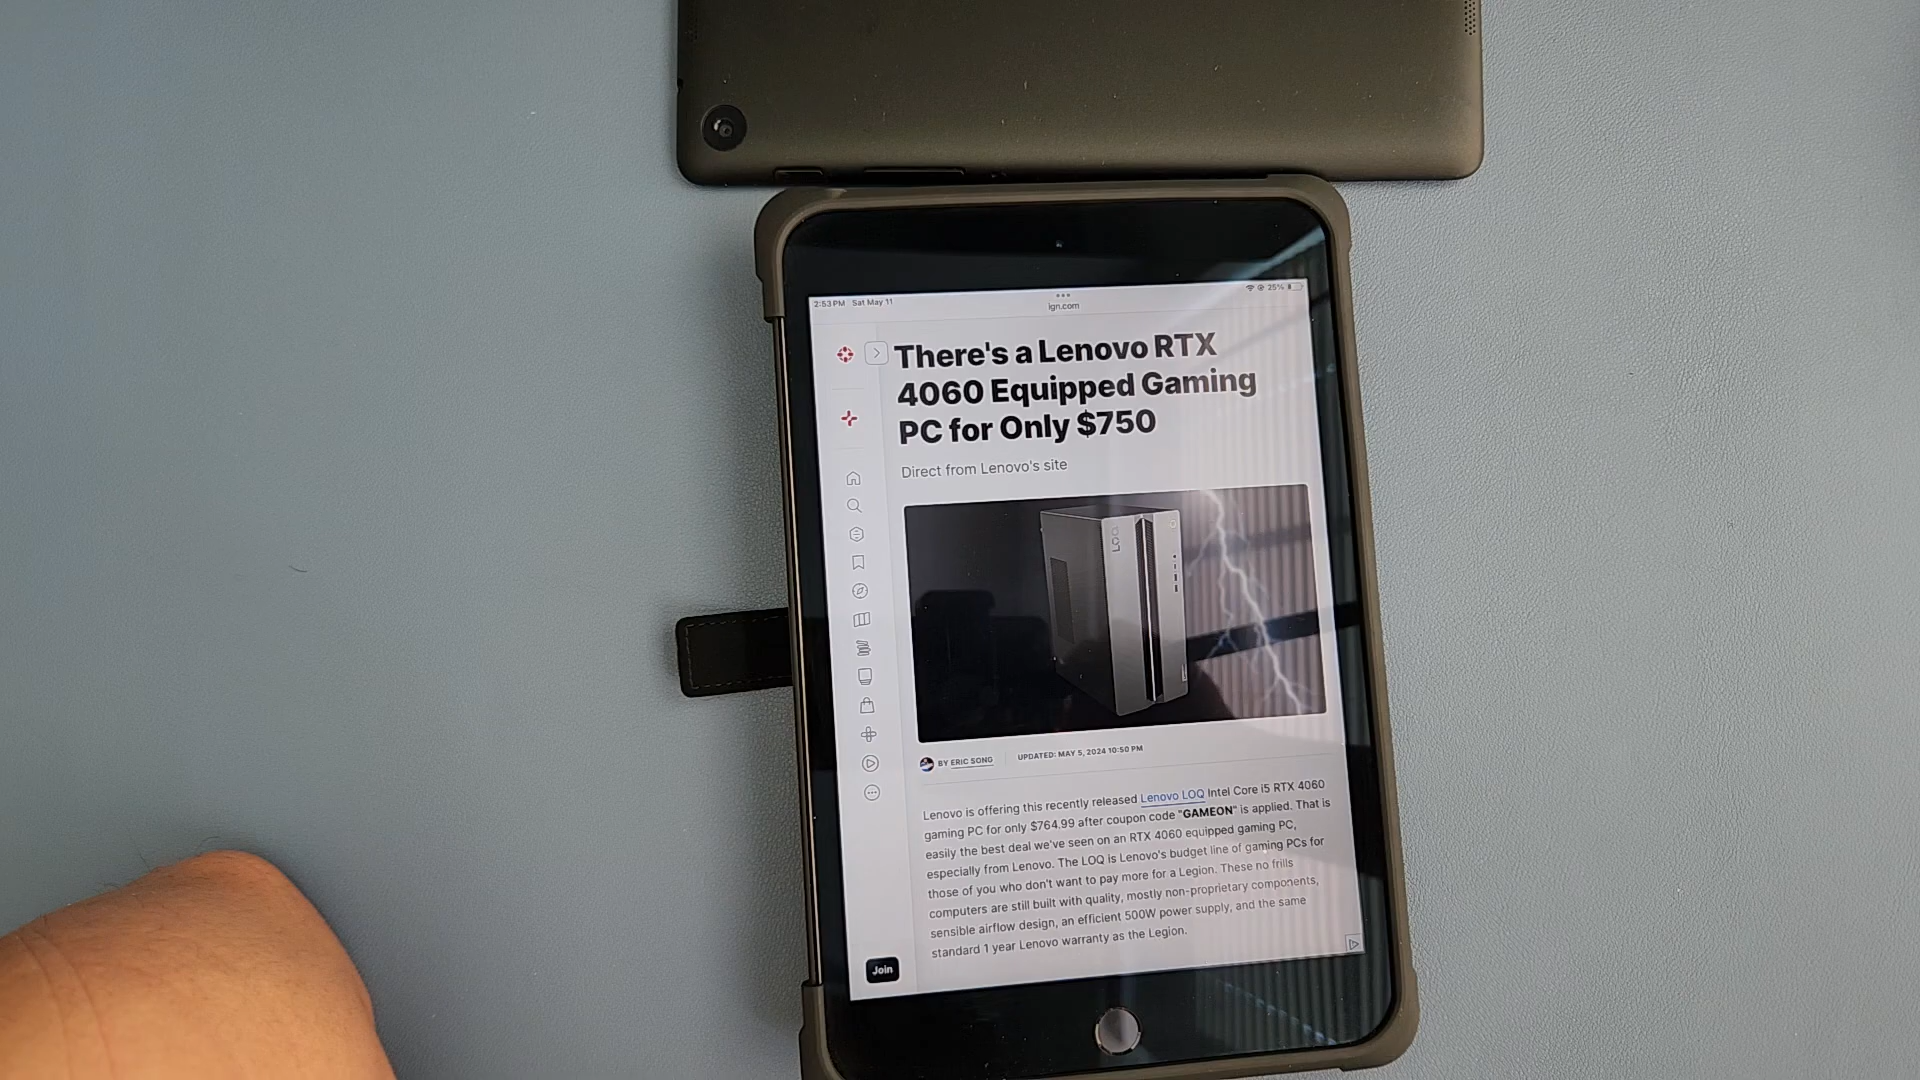 2:53 PM Sat May 11
ign.com
25%
There's a Lenovo RTX
4060 Equipped Gaming
PC for Only $750
Direct from Lenovo's site
LOQ
BY ERIC SONG
UPDATED: MAY 5, 2024 10:50 PM
Lenovo is offering this recently released Lenovo LOQ Intel Core i5 RTX 4060
gaming PC for only $764.99 after coupon code "GAMEON" is applied. That is
easily the best deal we've seen on an RTX 4060 equipped gaming PC,
especially from Lenovo. The LOQ is Lenovo's budget line of gaming PCs for
those of you who don't want to pay more for a Legion. These no frills
computers are still built with quality, mostly non-proprietary components,
sensible airflow design, an efficient 500W power supply, and the same
standard 1 year Lenovo warranty as the Legion.
Join